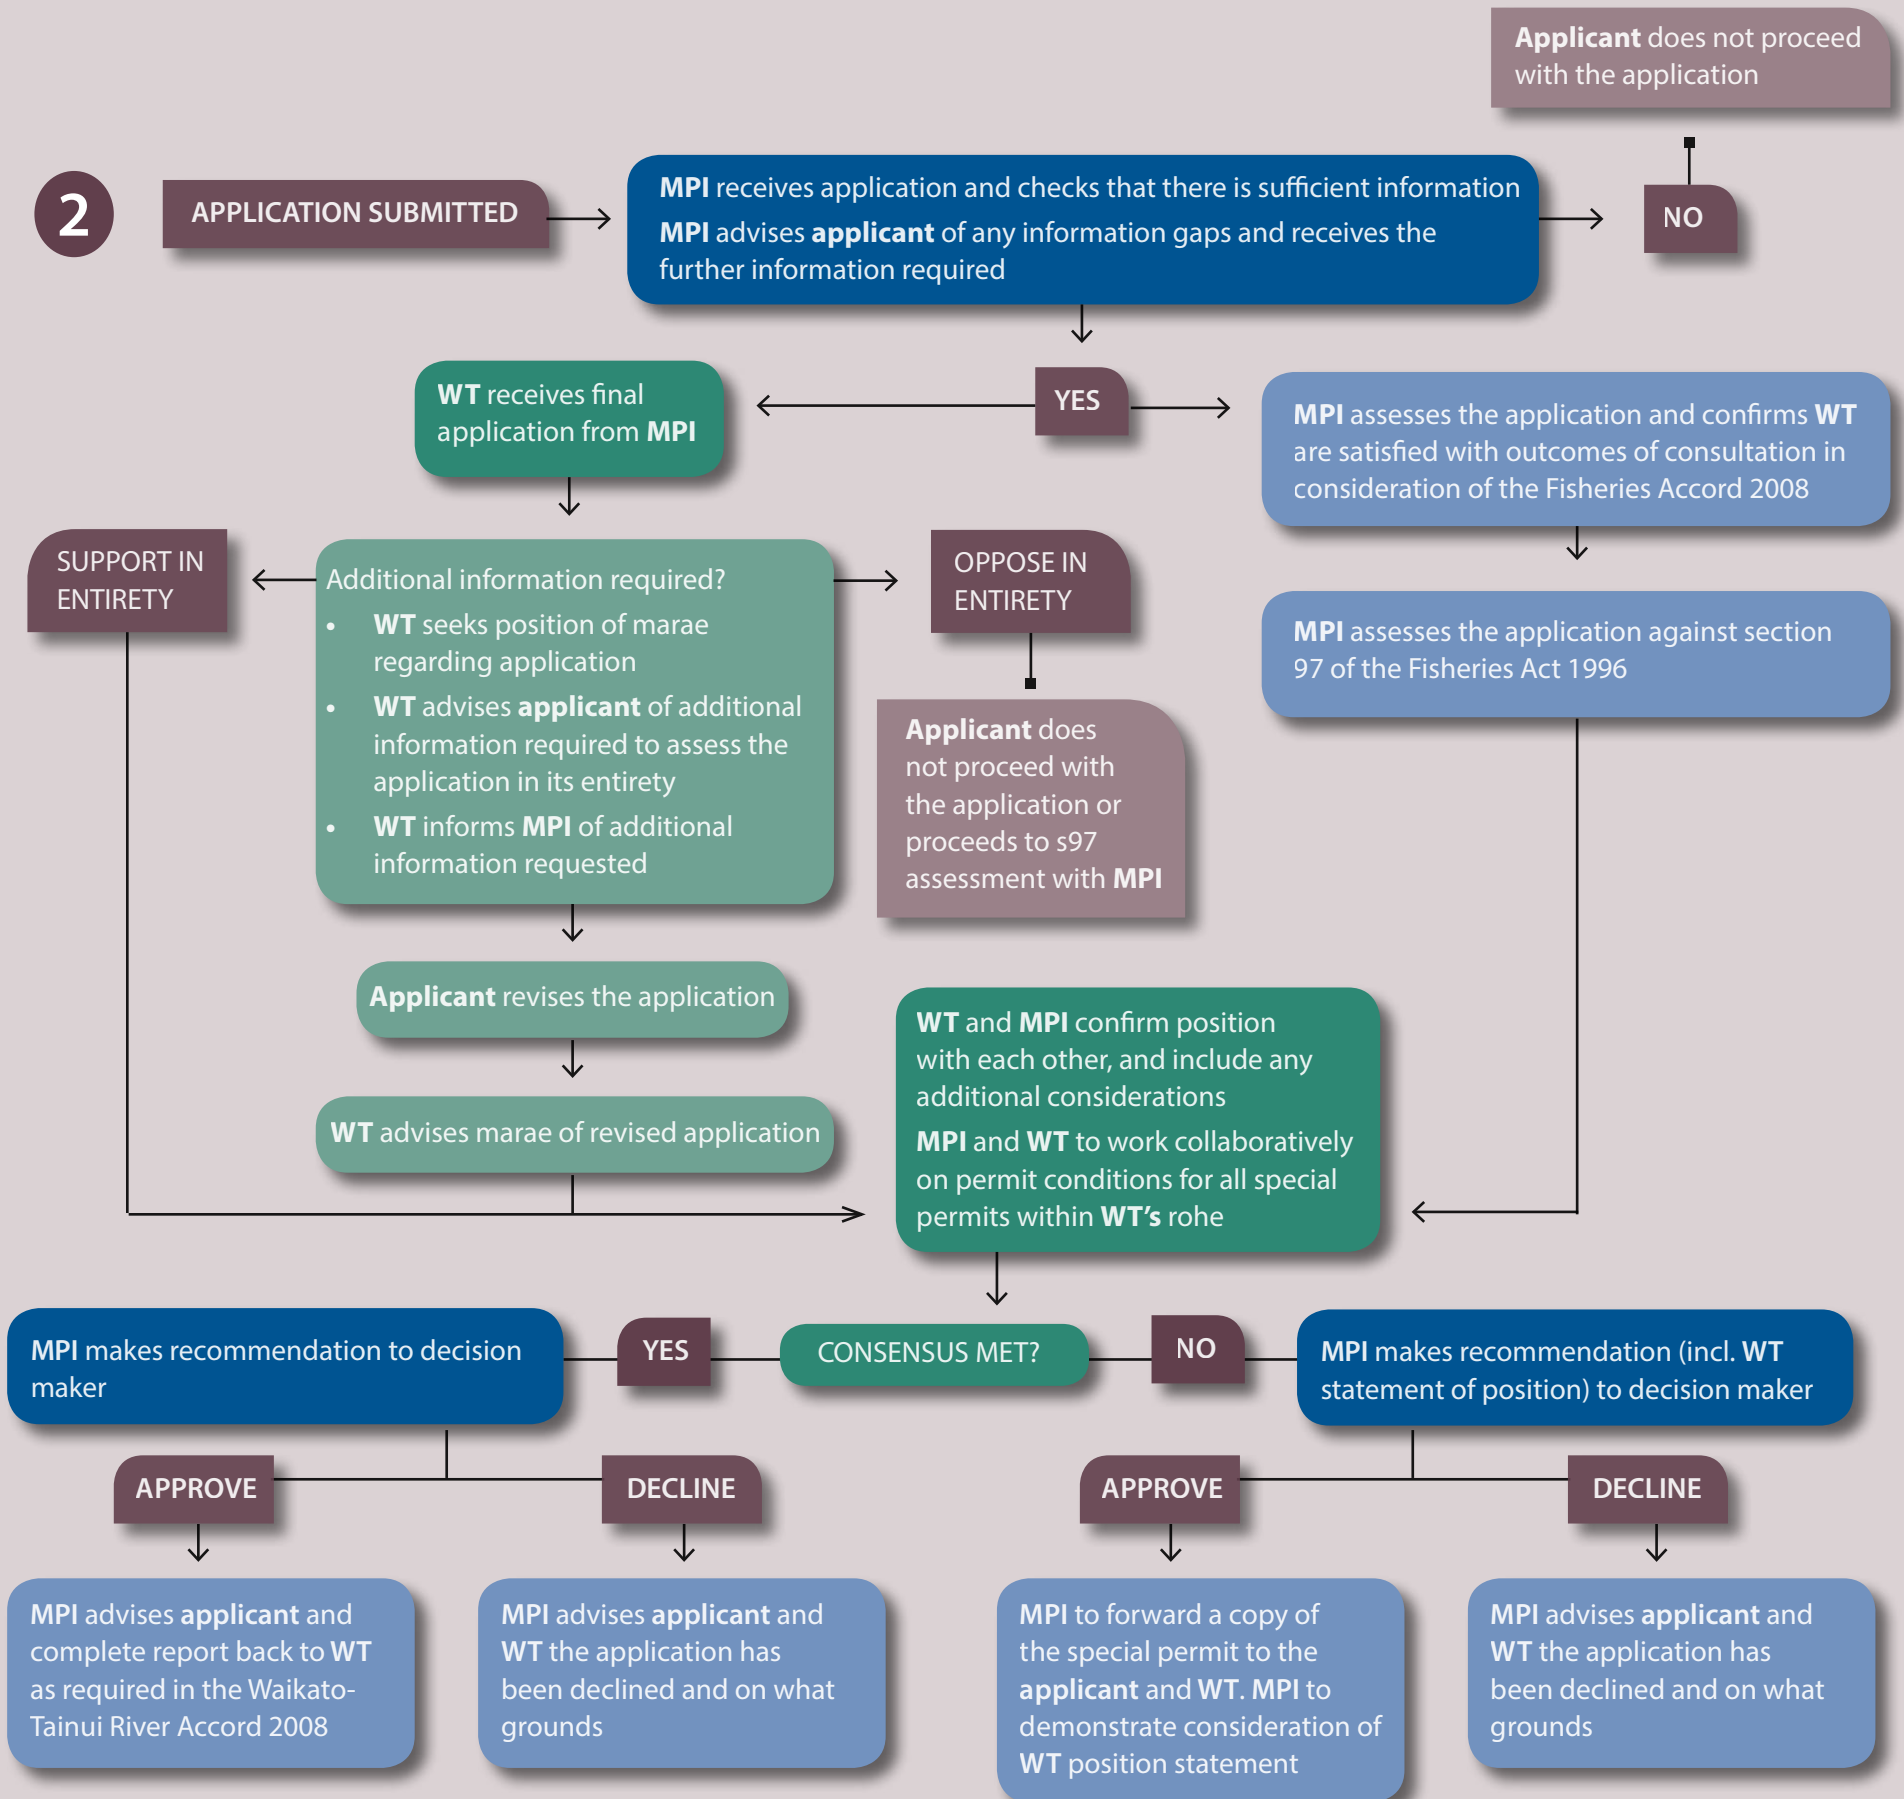 Applicant does not proceed
with the application
2
APPLICATION SUBMITTED
MPI receives application and checks that there is sufficient information
MPI advises applicant of any information gaps and receives the
further information required
NO
WT receives final
application from MPI
YES
MPI assesses the application and confirms WT
are satisfied with outcomes of consultation in
consideration of the Fisheries Accord 2008
SUPPORT IN
ENTIRETY
Additional information required?
• WT seeks position of marae
regarding application
• WT advises applicant of additional
information required to assess the
application in its entirety
• WT informs MPI of additional
information requested
OPPOSE IN
ENTIRETY
MPI assesses the application against section
97 of the Fisheries Act 1996
Applicant does
not proceed with
the application or
proceeds to s97
assessment with MPI
Applicant revises the application
WT advises marae of revised application
WT and MPI confirm position
with each other, and include any
additional considerations
MPI and WT to work collaboratively
on permit conditions for all special
permits within WT's rohe
MPI makes recommendation to decision
maker
YES
CONSENSUS MET?
NO
MPI makes recommendation (incl. WT
statement of position) to decision maker
APPROVE
DECLINE
APPROVE
DECLINE
MPI advises applicant and
complete report back to WT
as required in the Waikato-
Tainui River Accord 2008
MPI advises applicant and
WT the application has
been declined and on what
grounds
MPI to forward a copy of
the special permit to the
applicant and WT. MPI to
demonstrate consideration of
WT position statement
MPI advises applicant and
WT the application has
been declined and on what
grounds